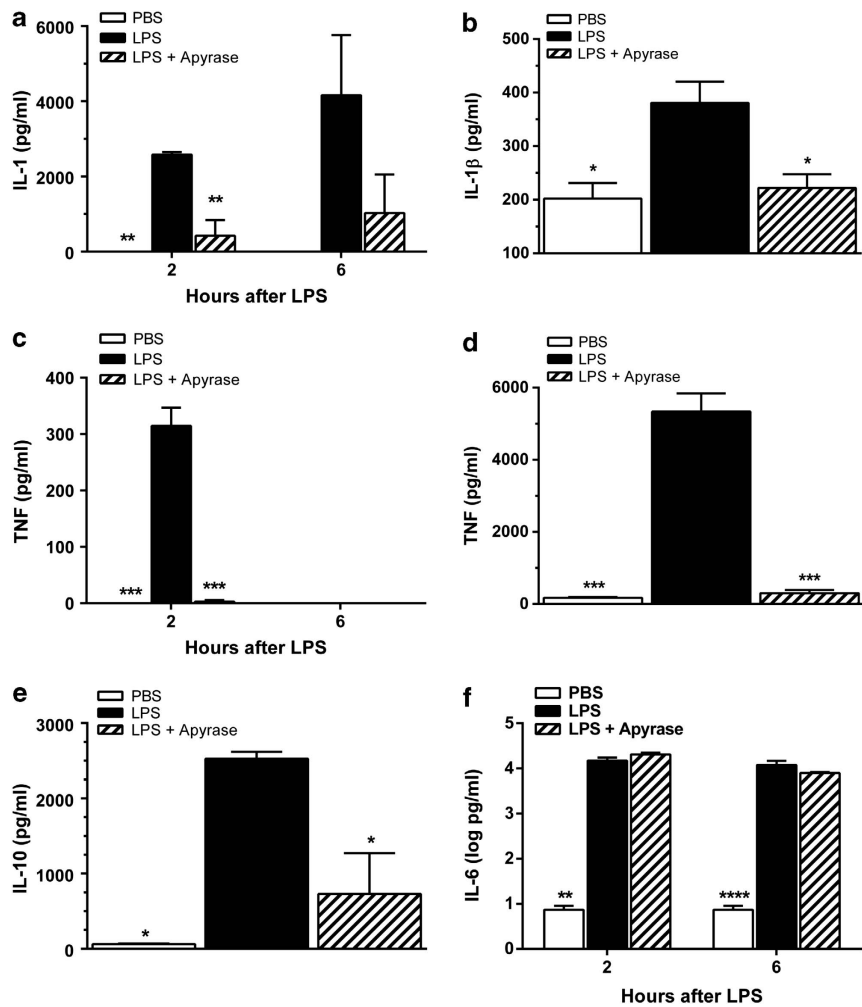 a
PBS
LPS
LPS + Apyrase
IL-1 (pg/ml)
6000
4000
2000
0
**
**
2
6
Hours after LPS
b
PBS
LPS
LPS + Apyrase
IL-1β (pg/ml)
500
400
300
200
100
*
*
c
PBS
LPS
LPS + Apyrase
TNF (pg/ml)
400
300
200
100
0
***
***
2
6
Hours after LPS
d
PBS
LPS
LPS + Apyrase
TNF (pg/ml)
6000
4000
2000
0
***
***
e
PBS
LPS
LPS + Apyrase
IL-10 (pg/ml)
3000
2000
1000
0
*
*
f
PBS
LPS
LPS + Apyrase
IL-6 (log pg/ml)
5
4
3
2
1
0
**
****
2
6
Hours after LPS